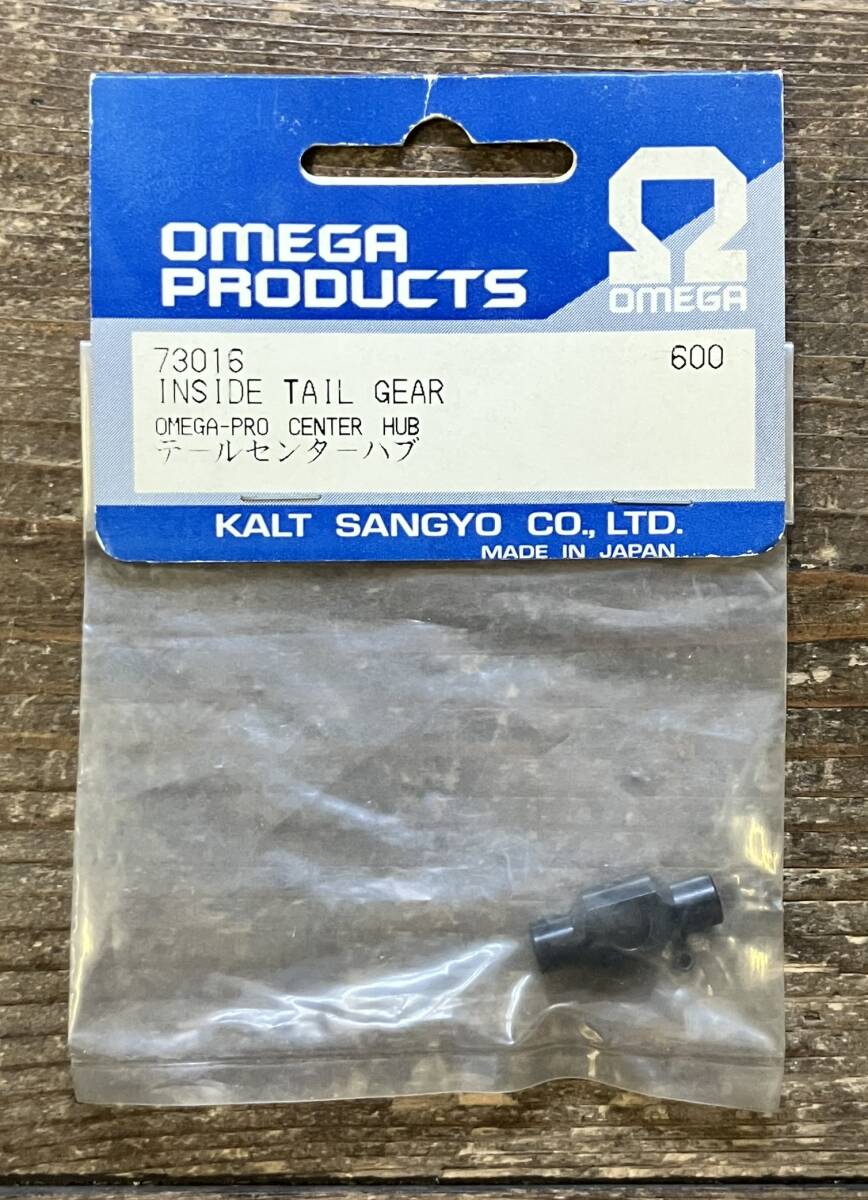 OMEGA
PRODUCTS
OMEGA
73016 600
INSIDE TAIL GEAR
OMEGA-PRO CENTER HUB
テールセンターハブ
KALT SANGYO CO., LTD.
MADE IN JAPAN